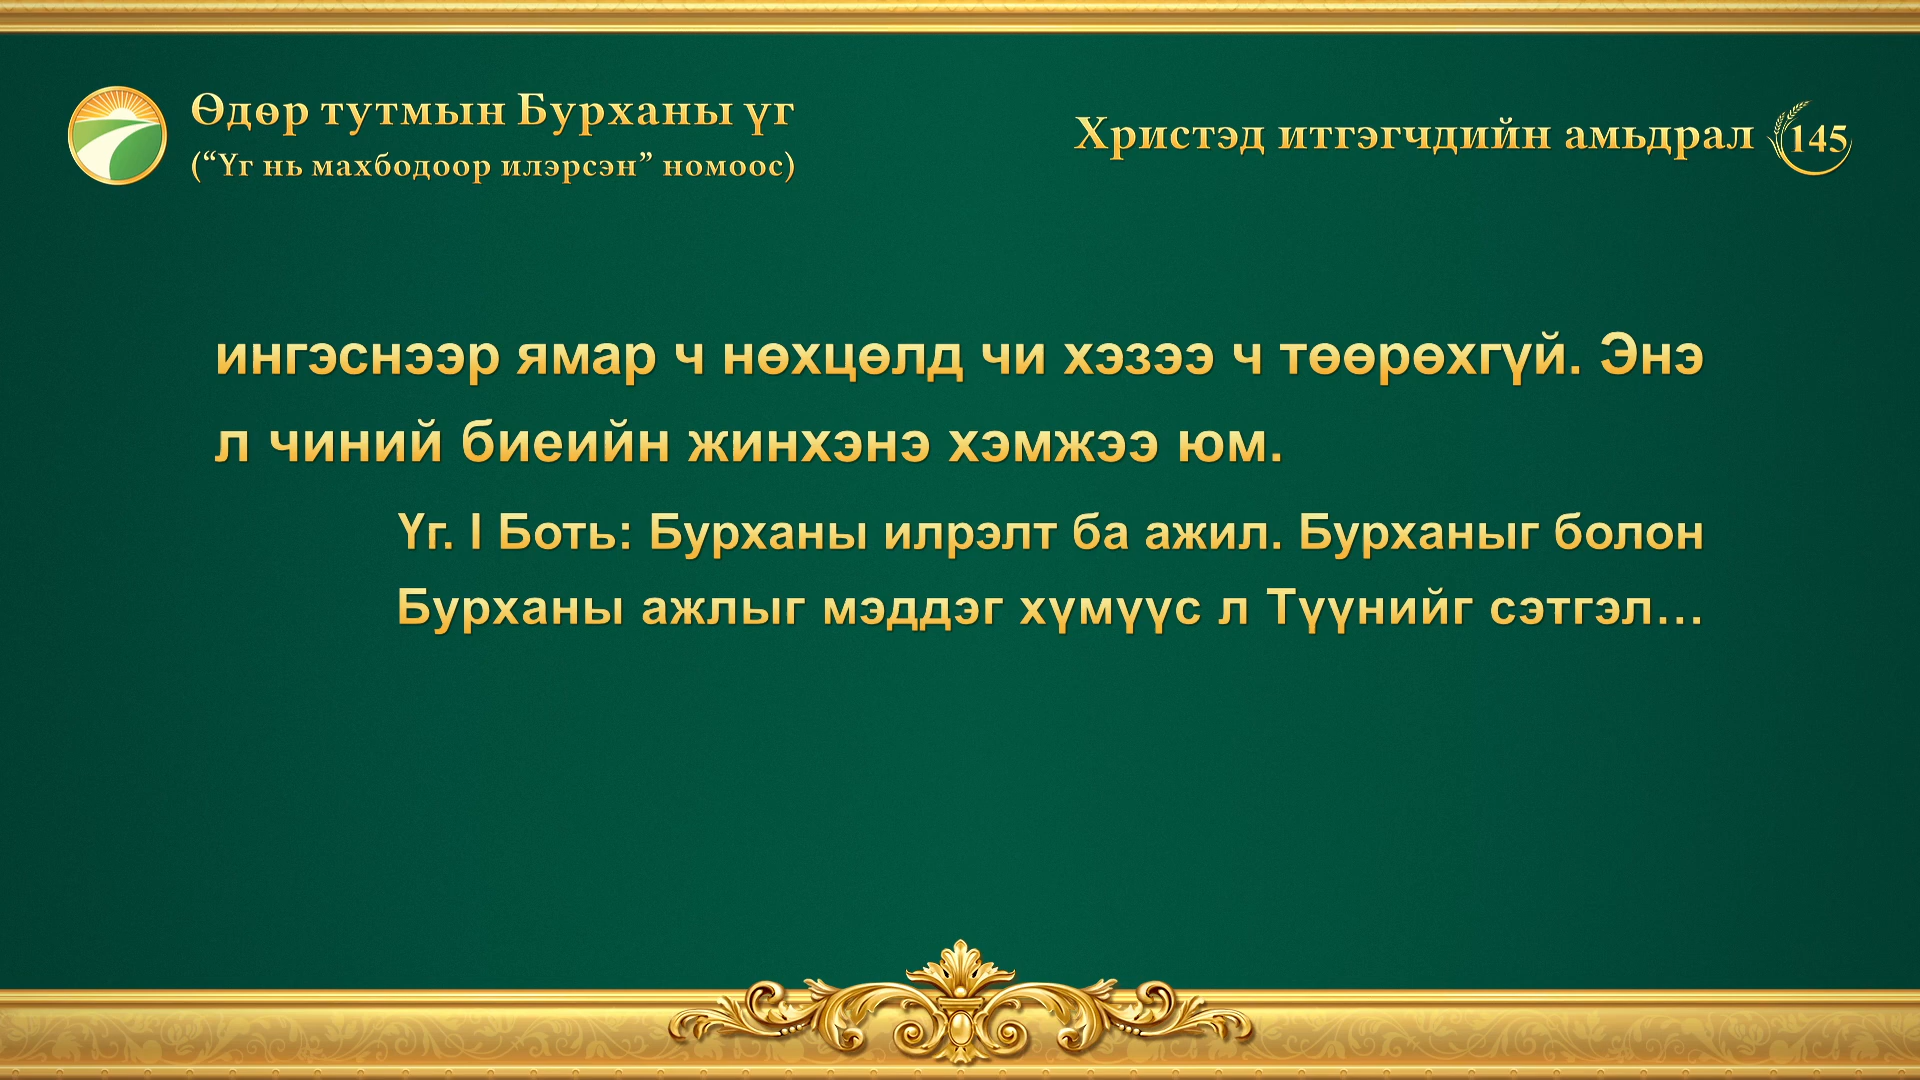 Өдөр тутмын Бурханы үг
(“Үг нь махбодоор илэрсэн” номоос)
Христэд итгэгчдийн амьдрал 145
ингэснээр ямар ч нөхцөлд чи хэзээ ч төөрөхгүй. Энэ
л чиний биеийн жинхэнэ хэмжээ юм.
Үг. I Боть: Бурханы илрэлт ба ажил. Бурханыг болон
Бурханы ажлыг мэддэг хүмүүс л Түүнийг сэтгэл…